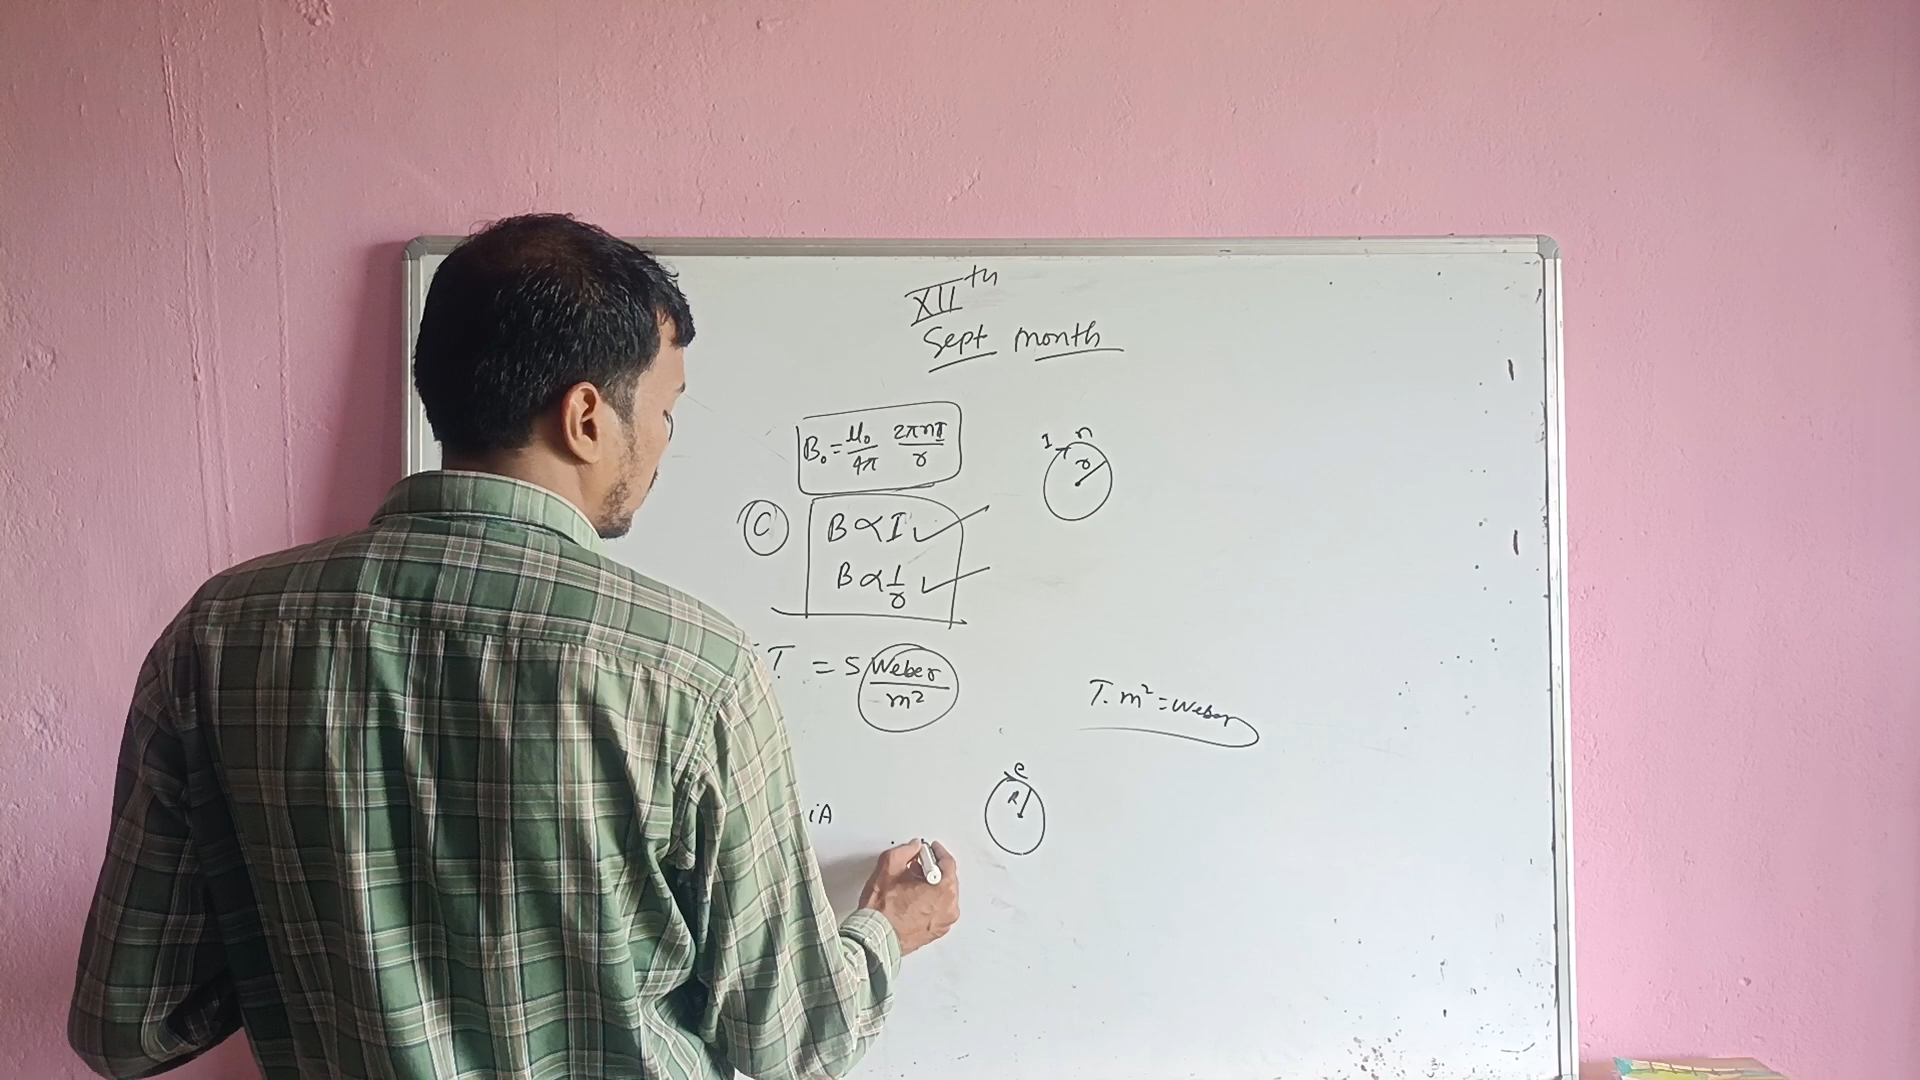 XIIth
Sept month
B₀ = μ₀/4π 2πnI/r
I n
r
C
B ∝ I
B ∝ 1/r
T = 5 Weber/m²
T. m² = Weber
e
R
iA